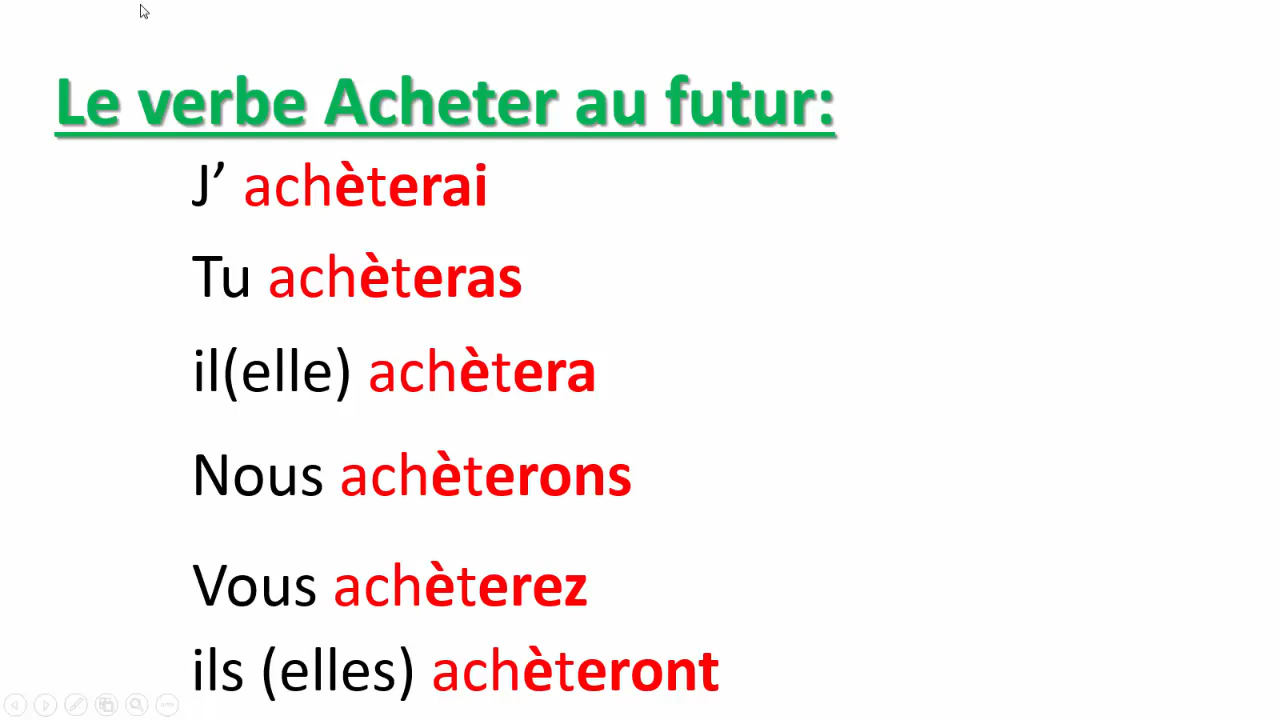 Le verbe Acheter au futur:
J’ achèterai
Tu achèteras
il(elle) achètera
Nous achèterons
Vous achèterez
ils (elles) achèteront